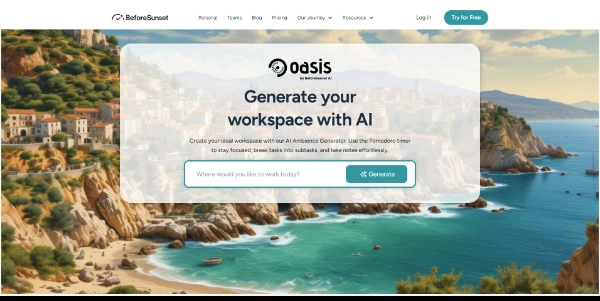 BeforeSunset
Personal Teams Blog Pricing Our Journey Resources Log in Try for Free
oasis
by BeforeSunset AI
Generate your
workspace with AI
Create your ideal workspace with our AI Ambience Generator. Use the Pomodoro timer
to stay focused, break tasks into subtasks, and take notes effortlessly.
Where would you like to work today? Generate